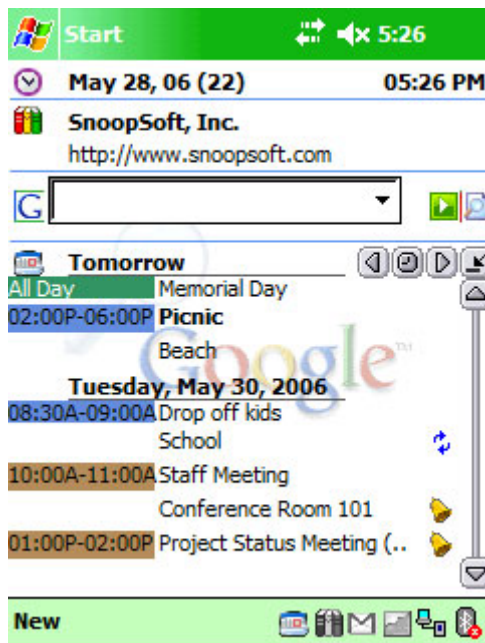 Start 5:26
May 28, 06 (22) 05:26 PM
SnoopSoft, Inc.
http://www.snoopsoft.com
G
Tomorrow
All Day Memorial Day
02:00P-06:00P Picnic
Beach
Google™
Tuesday, May 30, 2006
08:30A-09:00A Drop off kids
School
10:00A-11:00A Staff Meeting
Conference Room 101
01:00P-02:00P Project Status Meeting (..
New